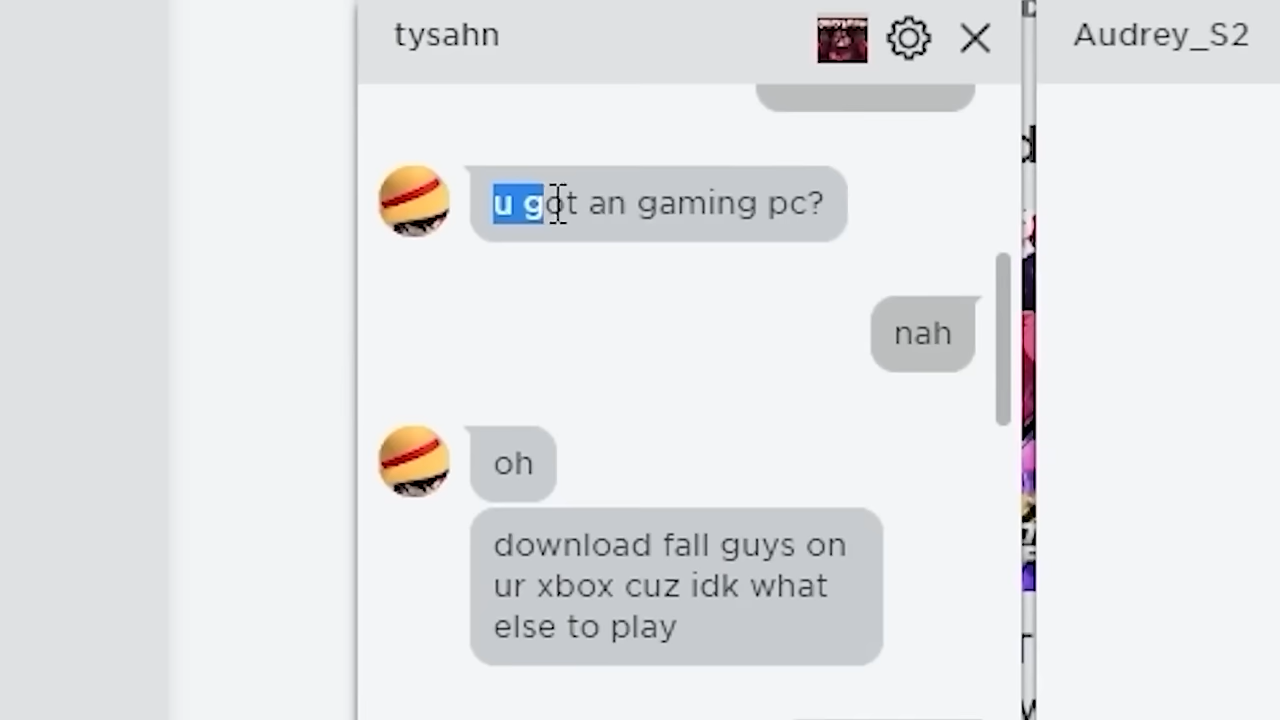 tysahn
Audrey_S2
u got an gaming pc?
nah
oh
download fall guys on
ur xbox cuz idk what
else to play